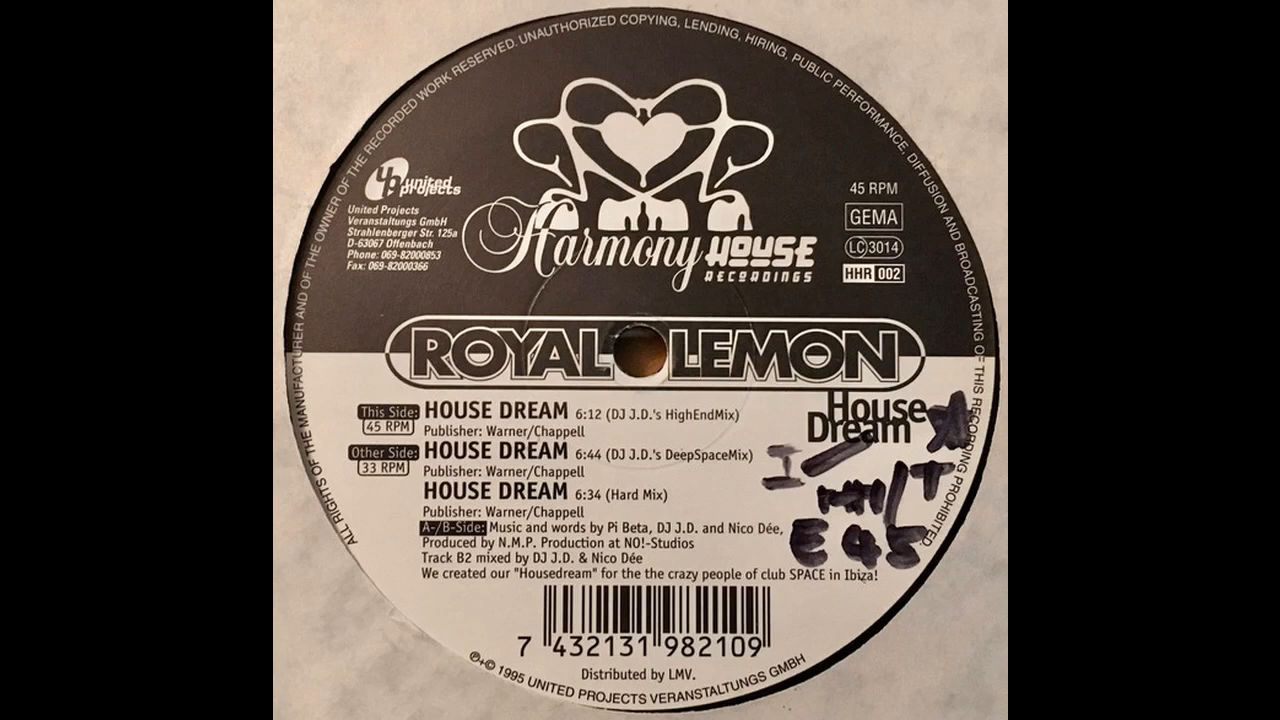 ALL RIGHTS OF THE MANUFACTURER AND OF THE OWNER OF THE RECORDED WORK RESERVED. UNAUTHORIZED COPYING, LENDING, HIRING, PUBLIC PERFORMANCE, DIFFUSION AND BROADCASTING OF THIS RECORDING PROHIBITED.
up united projects
United Projects
Veranstaltungs GmbH
Strahlenberger Str. 125a
D-63067 Offenbach
Phone: 069-82000853
Fax: 069-82000366
Harmony HOUSE
RECORDINGS
45 RPM
GEMA
LC 3014
HHR 002
ROYAL LEMON
House
Dream
This Side: HOUSE DREAM 6:12 (DJ J.D.'s HighEndMix)
45 RPM Publisher: Warner/Chappell
Other Side: HOUSE DREAM 6:44 (DJ J.D.'s DeepSpaceMix)
33 RPM Publisher: Warner/Chappell
HOUSE DREAM 6:34 (Hard Mix)
Publisher: Warner/Chappell
A-/B-Side: Music and words by Pi Beta, DJ J.D. and Nico Dée,
Produced by N.M.P. Production at NO!-Studios
Track B2 mixed by DJ J.D. & Nico Dée
We created our "Housedream" for the the crazy people of club SPACE in Ibiza!
E 45
7 432131 982109
Distributed by LMV.
℗+© 1995 UNITED PROJECTS VERANSTALTUNGS GMBH